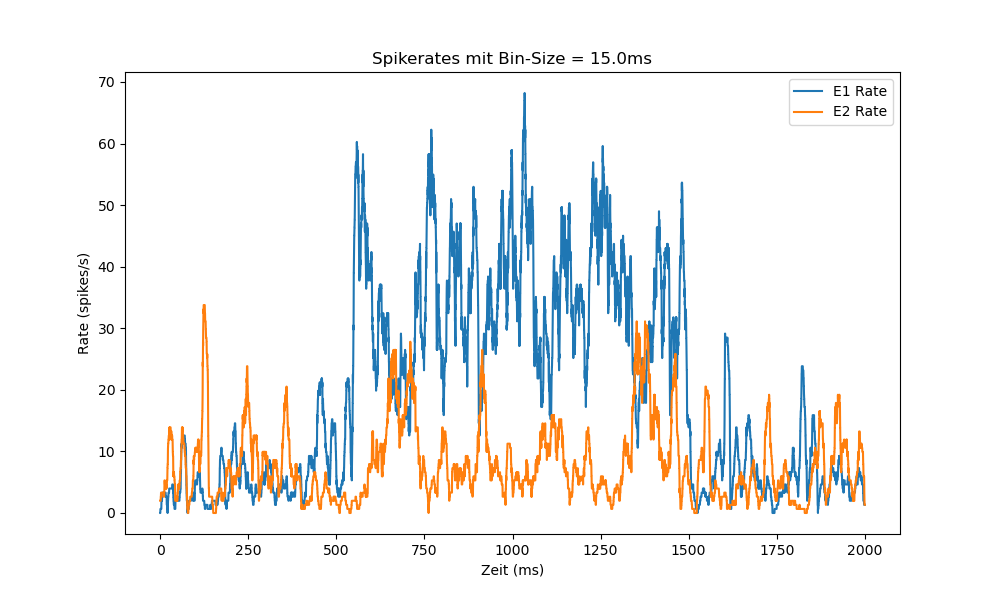 Spikerates mit Bin-Size = 15.0ms
E1 Rate
E2 Rate
Rate (spikes/s)
70
60
50
40
30
20
10
0
0 250 500 750 1000 1250 1500 1750 2000
Zeit (ms)